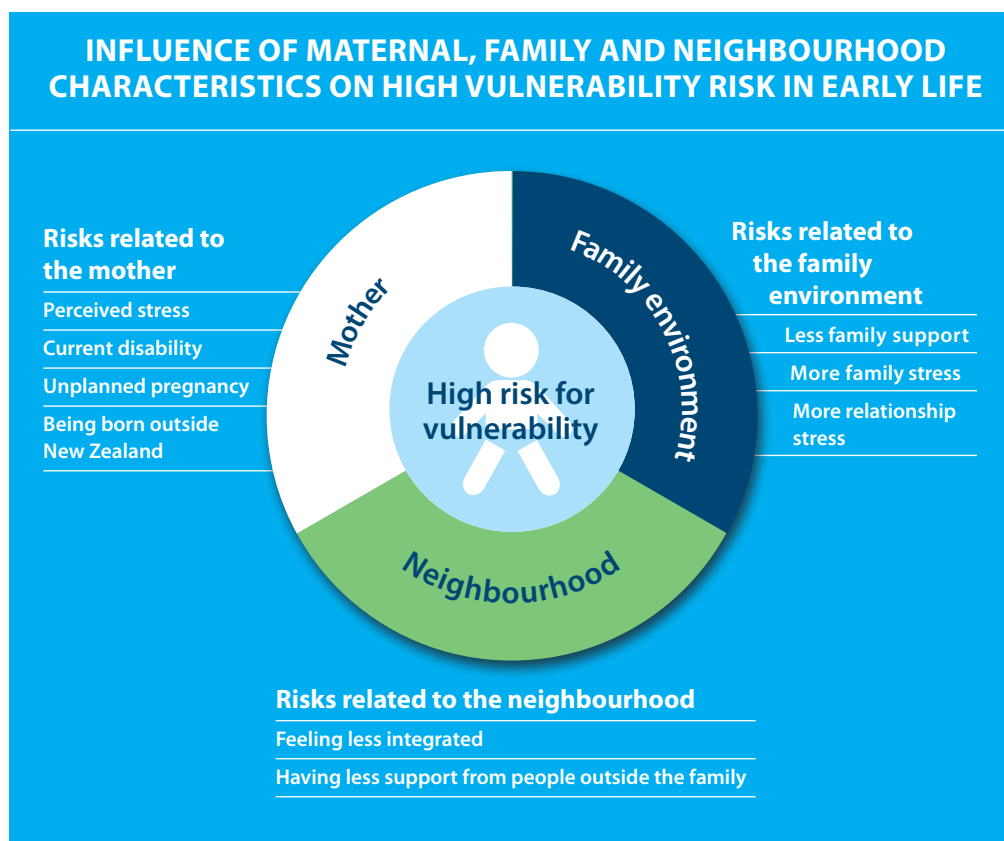 INFLUENCE OF MATERNAL, FAMILY AND NEIGHBOURHOOD
CHARACTERISTICS ON HIGH VULNERABILITY RISK IN EARLY LIFE
Risks related to
the mother
Perceived stress
Current disability
Unplanned pregnancy
Being born outside
New Zealand
Mother
Family environment
High risk for
vulnerability
Neighbourhood
Risks related to
the family
environment
Less family support
More family stress
More relationship
stress
Risks related to the neighbourhood
Feeling less integrated
Having less support from people outside the family